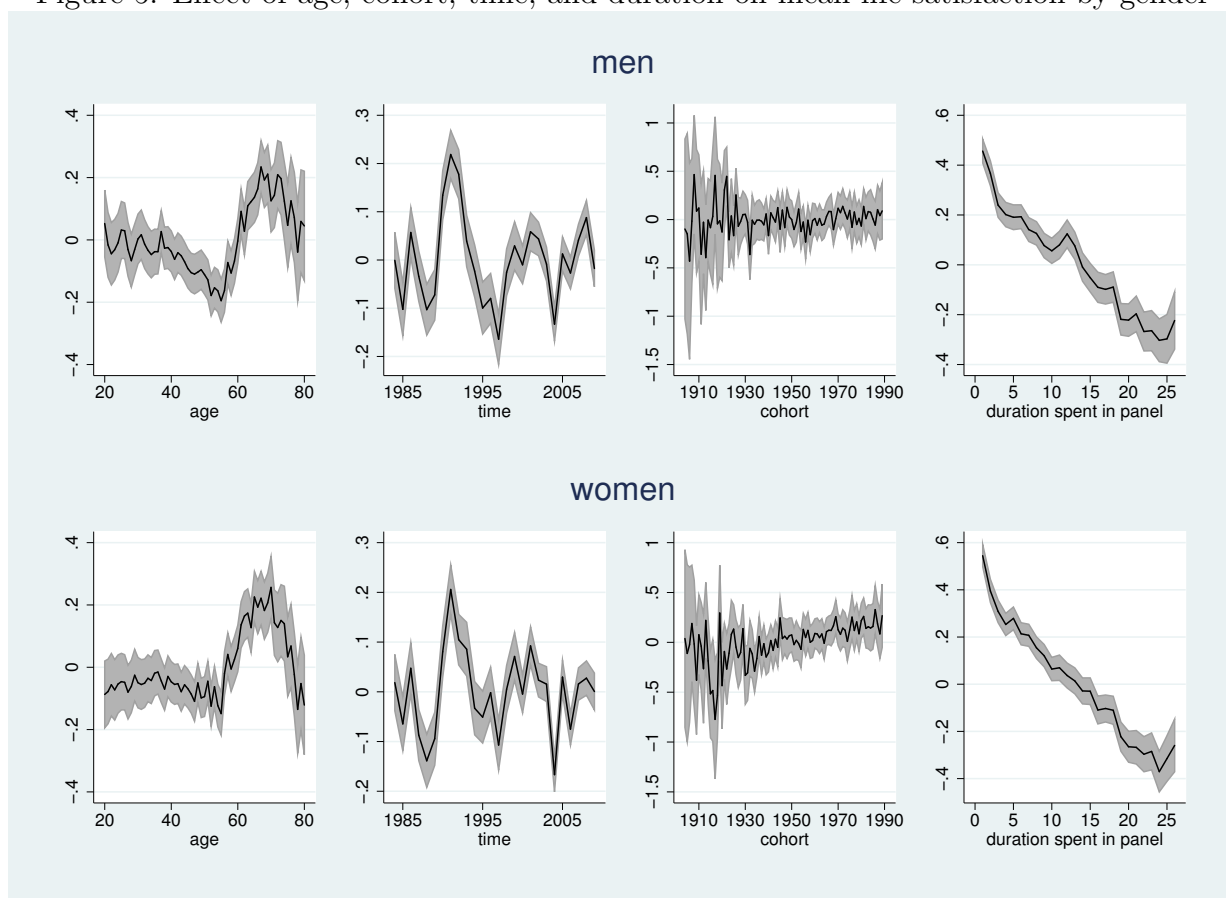 Figure Effect of age, cohort, time, and duration on mean life satisfaction by gender
men
.4
.2
0
−.2
−.4
20 40 60 80
age
.3
.2
.1
0
−.1
−.2
1985 1995 2005
time
1
.5
0
−.5
−1
−1.5
1910 1930 1950 1970 1990
cohort
.6
.4
.2
0
−.2
−.4
0 5 10 15 20 25
duration spent in panel
women
.4
.2
0
−.2
−.4
20 40 60 80
age
.3
.2
.1
0
−.1
−.2
1985 1995 2005
time
1
.5
0
−.5
−1
−1.5
1910 1930 1950 1970 1990
cohort
.6
.4
.2
0
−.2
−.4
0 5 10 15 20 25
duration spent in panel